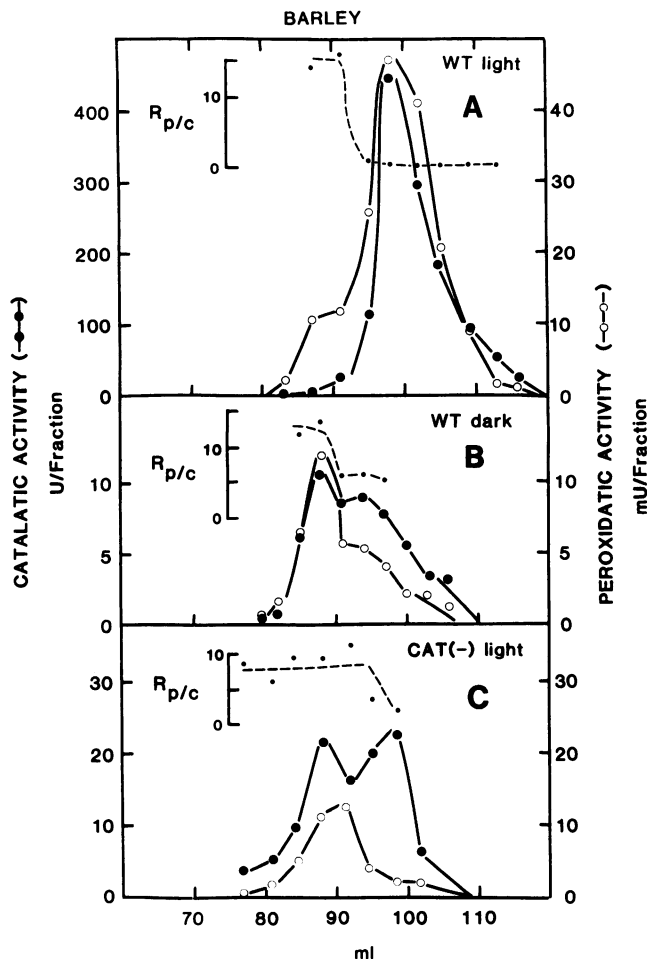 BARLEY
WT light
A
R p/c
10
0
400
300
200
100
0
40
30
20
10
0
WT dark
B
R p/c
10
0
10
5
0
10
5
0
CAT(-) light
C
R p/c
10
0
30
20
10
0
30
20
10
0
70 80 90 100 110
ml
CATALATIC ACTIVITY (●-●)
U/Fraction
PEROXIDATIC ACTIVITY (-○-○-)
mU/Fraction